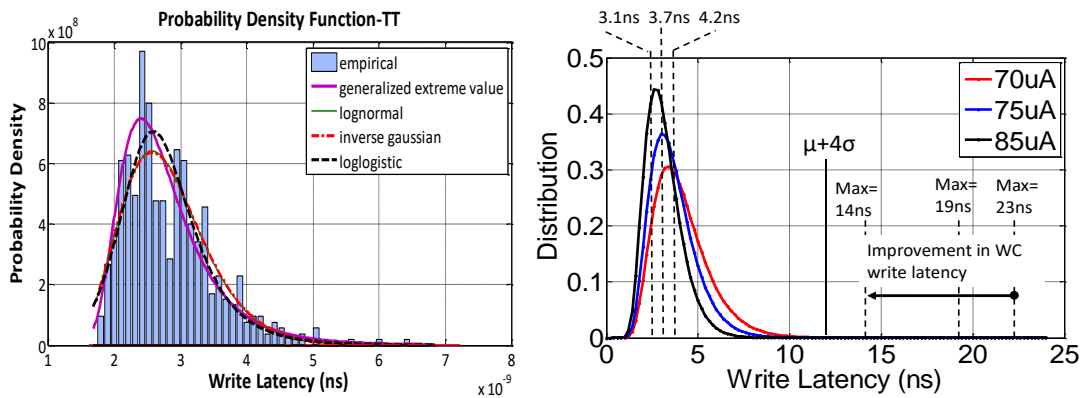 Probability Density Function-TT
x 10^8
10
8
6
4
2
0
Probability Density
empirical
generalized extreme value
lognormal
inverse gaussian
loglogistic
2 3 4 5 6 7 8
Write Latency (ns)
x 10^-9
3.1ns 3.7ns 4.2ns
0.5
0.4
0.3
0.2
0.1
0
Distribution
70uA
75uA
85uA
μ+4σ
Max=
14ns
Max=
19ns
Max=
23ns
Improvement in WC
write latency
0 5 10 15 20 25
Write Latency (ns)